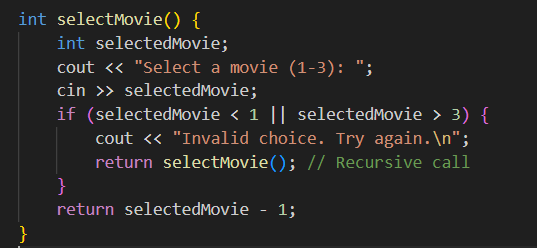 int selectMovie() {
    int selectedMovie;
    cout << "Select a movie (1-3): ";
    cin >> selectedMovie;
    if (selectedMovie < 1 || selectedMovie > 3) {
        cout << "Invalid choice. Try again.\n";
        return selectMovie(); // Recursive call
    }
    return selectedMovie - 1;
}